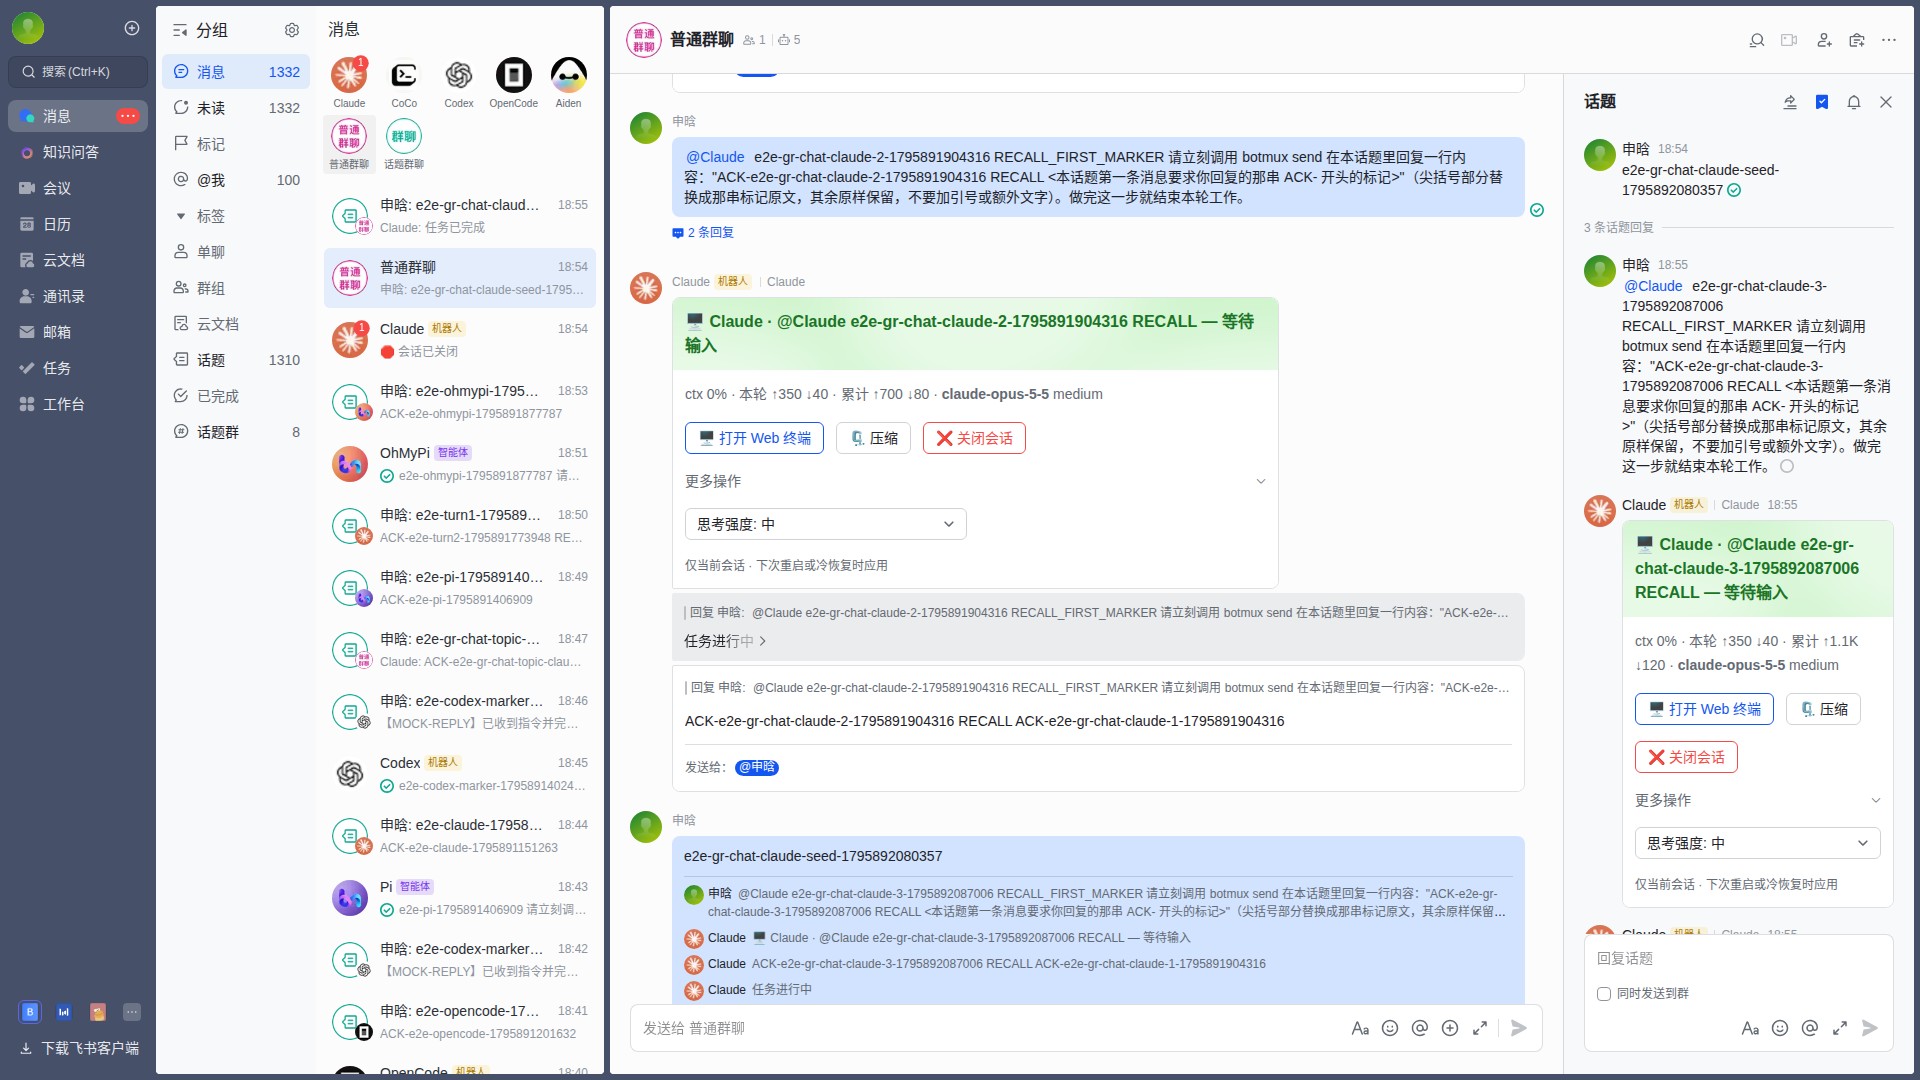 搜索 (Ctrl+K)
消息
知识问答
会议
日历
云文档
通讯录
邮箱
任务
工作台
下载飞书客户端
分组
消息 1332
未读 1332
标记
@我 100
标签
单聊
群组
云文档
话题 1310
已完成
话题群 8
消息
1
Claude CoCo Codex OpenCode Aiden
普通群聊 群聊
普通群聊 话题群聊
申晗: e2e-gr-chat-claud... 18:55
Claude: 任务已完成
普通群聊
普通群聊 18:54
申晗: e2e-gr-chat-claude-seed-1795...
1
Claude 机器人 18:54
会话已关闭
申晗: e2e-ohmypi-1795... 18:53
ACK-e2e-ohmypi-1795891877787
OhMyPi 智能体 18:51
e2e-ohmypi-1795891877787 请...
申晗: e2e-turn1-179589... 18:50
ACK-e2e-turn2-1795891773948 RE...
申晗: e2e-pi-179589140... 18:49
ACK-e2e-pi-1795891406909
申晗: e2e-gr-chat-topic-... 18:47
Claude: ACK-e2e-gr-chat-topic-clau...
申晗: e2e-codex-marker... 18:46
【MOCK-REPLY】已收到指令并完...
Codex 机器人 18:45
e2e-codex-marker-17958914024...
申晗: e2e-claude-17958... 18:44
ACK-e2e-claude-1795891151263
Pi 智能体 18:43
e2e-pi-1795891406909 请立刻调...
申晗: e2e-codex-marker... 18:42
【MOCK-REPLY】已收到指令并完...
申晗: e2e-opencode-17... 18:41
ACK-e2e-opencode-1795891201632
OpenCode 机器人 18:40
普通群聊
普通群聊 1 5
申晗
@Claude e2e-gr-chat-claude-2-1795891904316 RECALL_FIRST_MARKER 请立刻调用 botmux send 在本话题里回复一行内
容："ACK-e2e-gr-chat-claude-2-1795891904316 RECALL <本话题第一条消息要求你回复的那串 ACK- 开头的标记>"（尖括号部分替
换成那串标记原文，其余原样保留，不要加引号或额外文字）。做完这一步就结束本轮工作。
2 条回复
Claude 机器人 Claude
Claude · @Claude e2e-gr-chat-claude-2-1795891904316 RECALL — 等待
输入
ctx 0% · 本轮 ↑350 ↓40 · 累计 ↑700 ↓80 · claude-opus-5-5 medium
打开 Web 终端 压缩 关闭会话
更多操作
思考强度: 中
仅当前会话 · 下次重启或冷恢复时应用
回复 申晗: @Claude e2e-gr-chat-claude-2-1795891904316 RECALL_FIRST_MARKER 请立刻调用 botmux send 在本话题里回复一行内容："ACK-e2e-...
任务进行中
回复 申晗: @Claude e2e-gr-chat-claude-2-1795891904316 RECALL_FIRST_MARKER 请立刻调用 botmux send 在本话题里回复一行内容："ACK-e2e-...
ACK-e2e-gr-chat-claude-2-1795891904316 RECALL ACK-e2e-gr-chat-claude-1-1795891904316
发送给： @申晗
申晗
e2e-gr-chat-claude-seed-1795892080357
申晗 @Claude e2e-gr-chat-claude-3-1795892087006 RECALL_FIRST_MARKER 请立刻调用 botmux send 在本话题里回复一行内容："ACK-e2e-gr-
chat-claude-3-1795892087006 RECALL <本话题第一条消息要求你回复的那串 ACK- 开头的标记>"（尖括号部分替换成那串标记原文，其余原样保留...
Claude Claude · @Claude e2e-gr-chat-claude-3-1795892087006 RECALL — 等待输入
Claude ACK-e2e-gr-chat-claude-3-1795892087006 RECALL ACK-e2e-gr-chat-claude-1-1795891904316
Claude 任务进行中
发送给 普通群聊
话题
申晗 18:54
e2e-gr-chat-claude-seed-
1795892080357
3 条话题回复
申晗 18:55
@Claude e2e-gr-chat-claude-3-
1795892087006
RECALL_FIRST_MARKER 请立刻调用
botmux send 在本话题里回复一行内
容："ACK-e2e-gr-chat-claude-3-
1795892087006 RECALL <本话题第一条消
息要求你回复的那串 ACK- 开头的标记
>"（尖括号部分替换成那串标记原文，其余
原样保留，不要加引号或额外文字）。做完
这一步就结束本轮工作。
Claude 机器人 Claude 18:55
Claude · @Claude e2e-gr-
chat-claude-3-1795892087006
RECALL — 等待输入
ctx 0% · 本轮 ↑350 ↓40 · 累计 ↑1.1K
↓120 · claude-opus-5-5 medium
打开 Web 终端 压缩
关闭会话
更多操作
思考强度: 中
仅当前会话 · 下次重启或冷恢复时应用
Claude 机器人 Claude 18:55
回复话题
同时发送到群